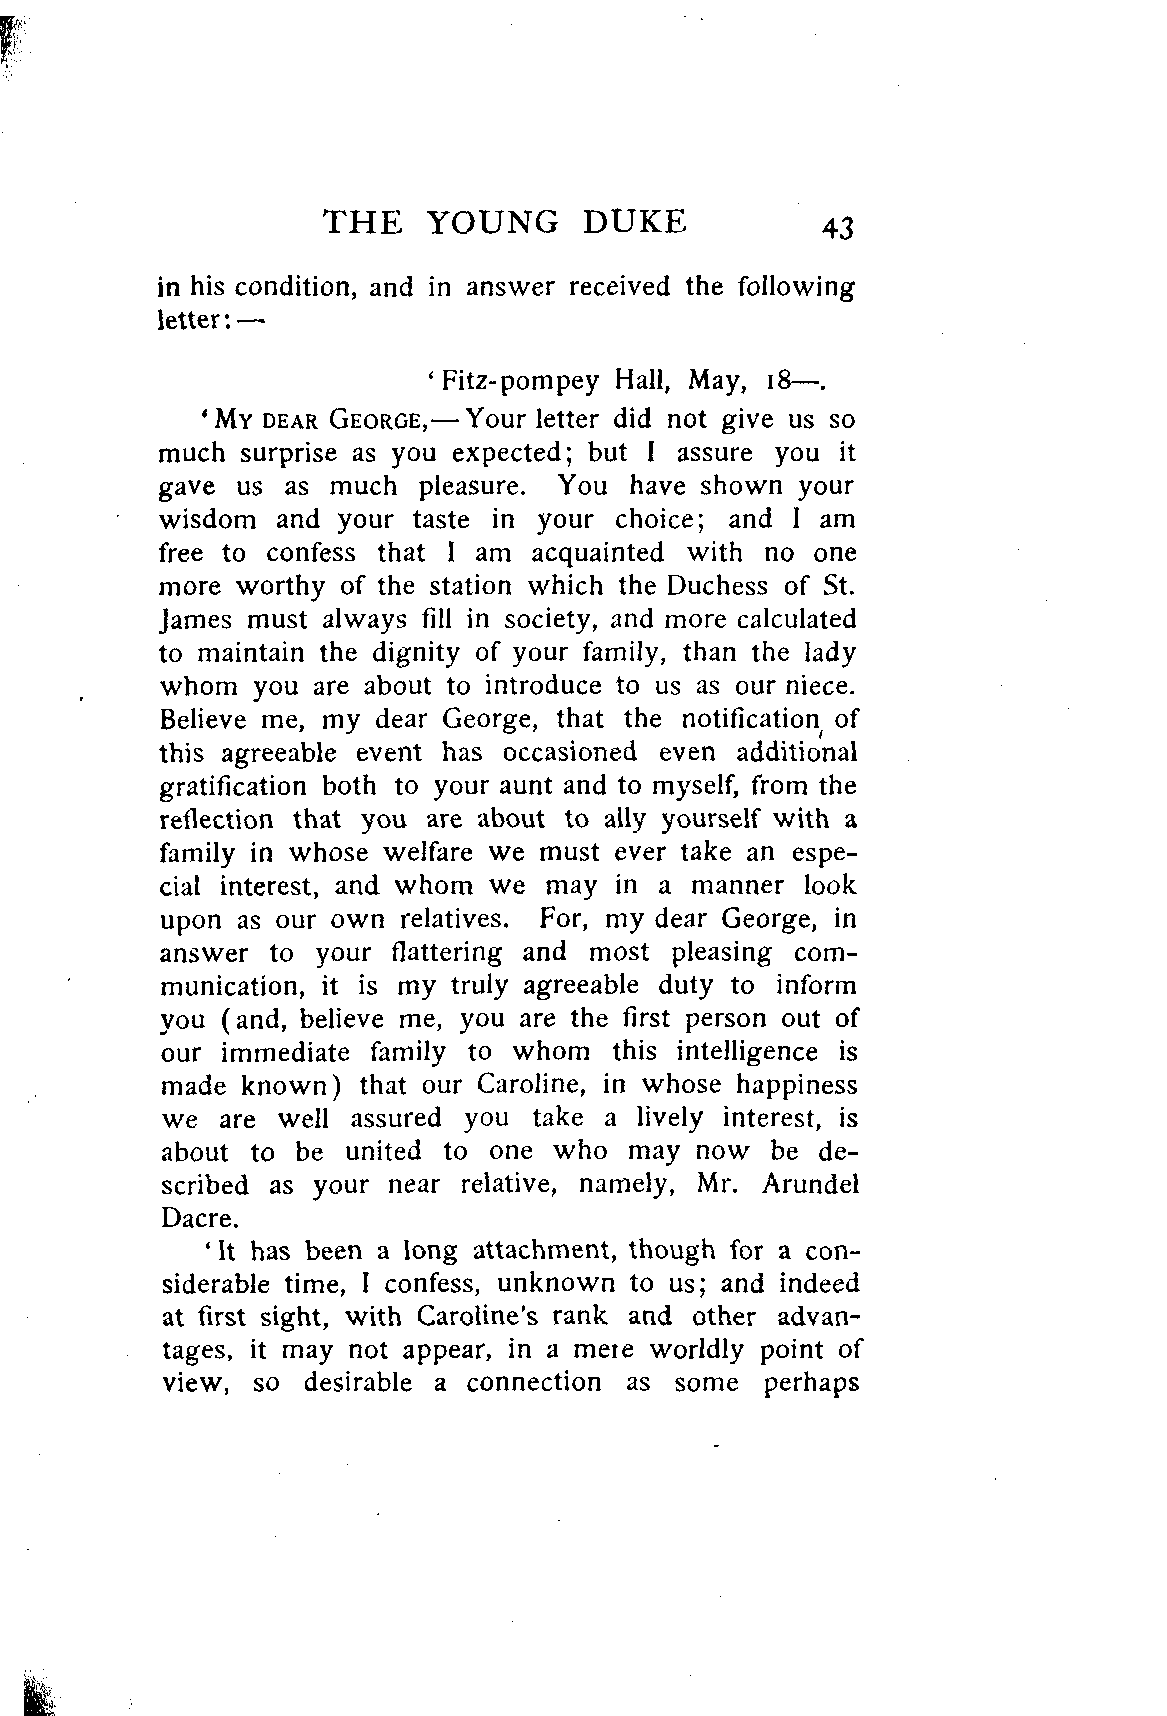 THE YOUNG DUKE 43
in his condition, and in answer received the following
letter:—
‘Fitz-pompey Hall, May, 18—.
‘MY DEAR GEORGE,—Your letter did not give us so
much surprise as you expected; but I assure you it
gave us as much pleasure. You have shown your
wisdom and your taste in your choice; and I am
free to confess that I am acquainted with no one
more worthy of the station which the Duchess of St.
James must always fill in society, and more calculated
to maintain the dignity of your family, than the lady
whom you are about to introduce to us as our niece.
Believe me, my dear George, that the notification of
this agreeable event has occasioned even additional
gratification both to your aunt and to myself, from the
reflection that you are about to ally yourself with a
family in whose welfare we must ever take an espe-
cial interest, and whom we may in a manner look
upon as our own relatives. For, my dear George, in
answer to your flattering and most pleasing com-
munication, it is my truly agreeable duty to inform
you (and, believe me, you are the first person out of
our immediate family to whom this intelligence is
made known) that our Caroline, in whose happiness
we are well assured you take a lively interest, is
about to be united to one who may now be de-
scribed as your near relative, namely, Mr. Arundel
Dacre.
‘It has been a long attachment, though for a con-
siderable time, I confess, unknown to us; and indeed
at first sight, with Caroline's rank and other advan-
tages, it may not appear, in a mere worldly point of
view, so desirable a connection as some perhaps